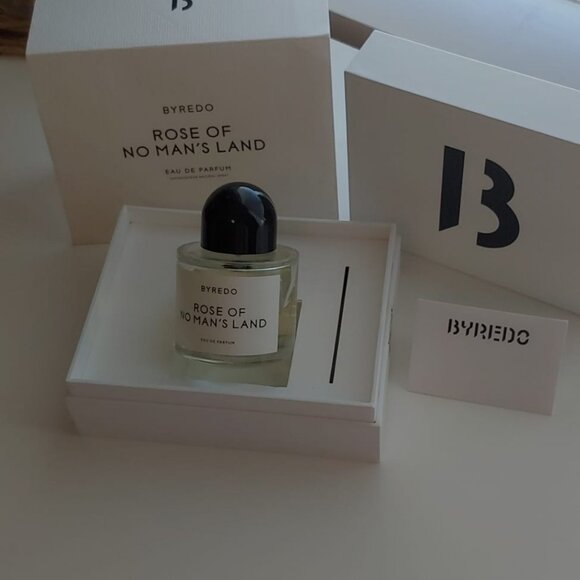 B
BYREDO
ROSE OF
NO MAN'S LAND
EAU DE PARFUM
B
BYREDO
ROSE OF
NO MAN'S LAND
EAU DE PARFUM
BYREDO